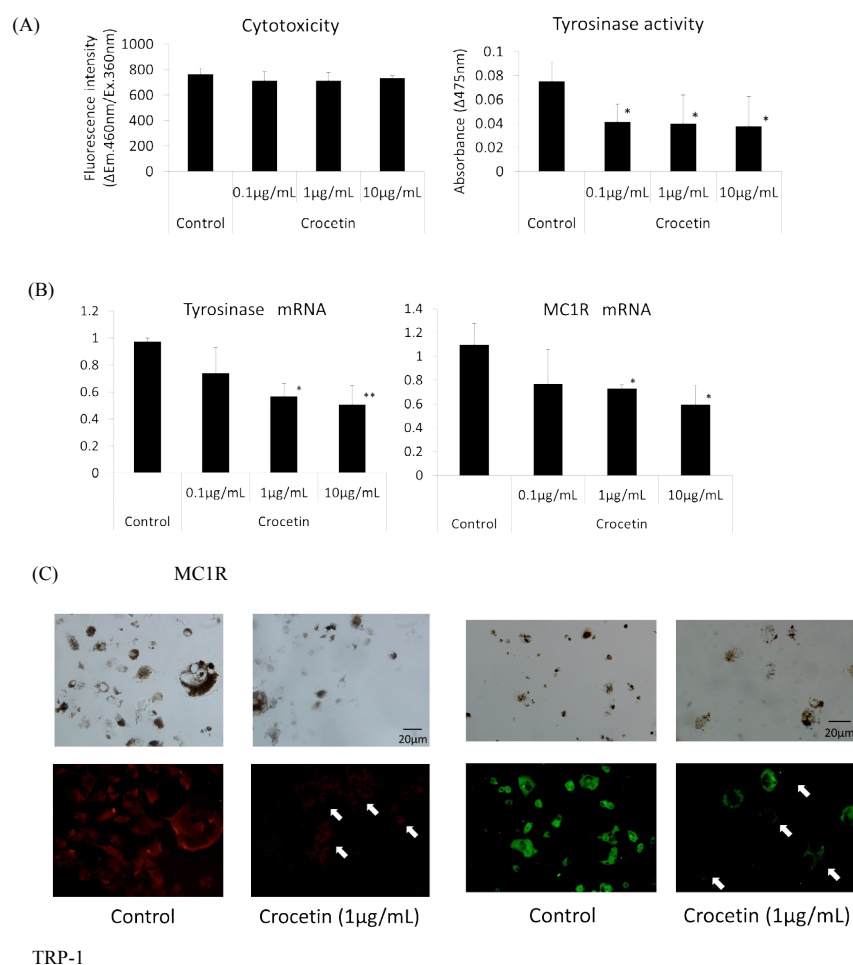 (A)
Cytotoxicity
Fluorescence intensity
(ΔEm.460nm/Ex.360nm)
800
600
400
200
0
0.1µg/mL 1µg/mL 10µg/mL
Control Crocetin
Tyrosinase activity
Absorbance (Δ475nm)
0.1
0.08
0.06
0.04
0.02
0
* * *
0.1µg/mL 1µg/mL 10µg/mL
Control Crocetin
(B)
Tyrosinase mRNA
1.2
1
0.8
0.6
0.4
0.2
0
* **
0.1µg/mL 1µg/mL 10µg/mL
Control Crocetin
MC1R mRNA
1.4
1.2
1
0.8
0.6
0.4
0.2
0
* *
0.1µg/mL 1µg/mL 10µg/mL
Control Crocetin
(C) MC1R
20µm
20µm
Control Crocetin (1µg/mL) Control Crocetin (1µg/mL)
TRP-1